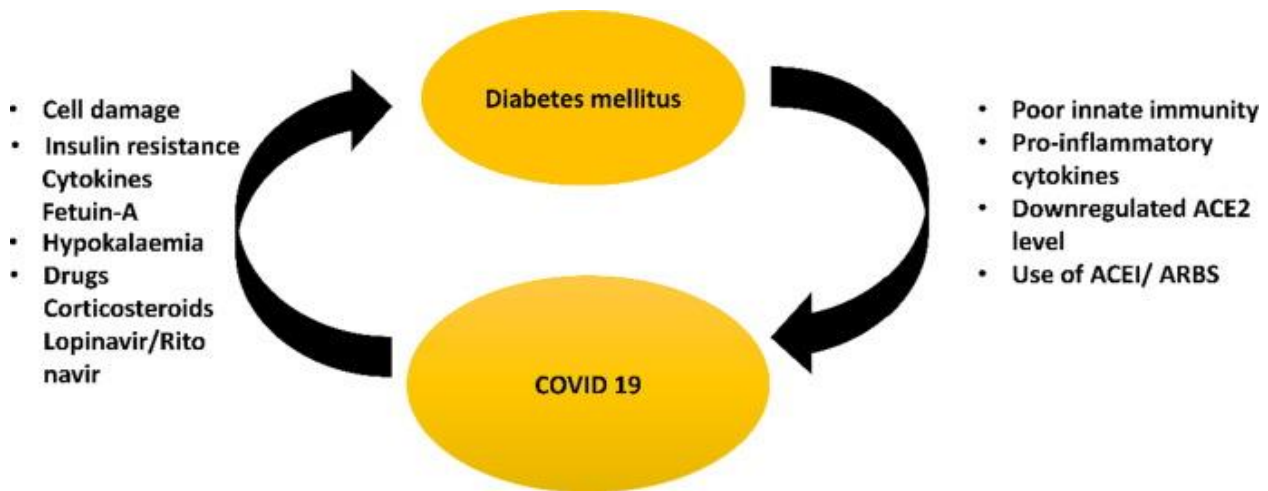 Diabetes mellitus
• Cell damage
• Insulin resistance
Cytokines
Fetuin-A
• Hypokalaemia
• Drugs
Corticosteroids
Lopinavir/Rito
navir
• Poor innate immunity
• Pro-inflammatory
cytokines
• Downregulated ACE2
level
• Use of ACEI/ ARBS
COVID 19